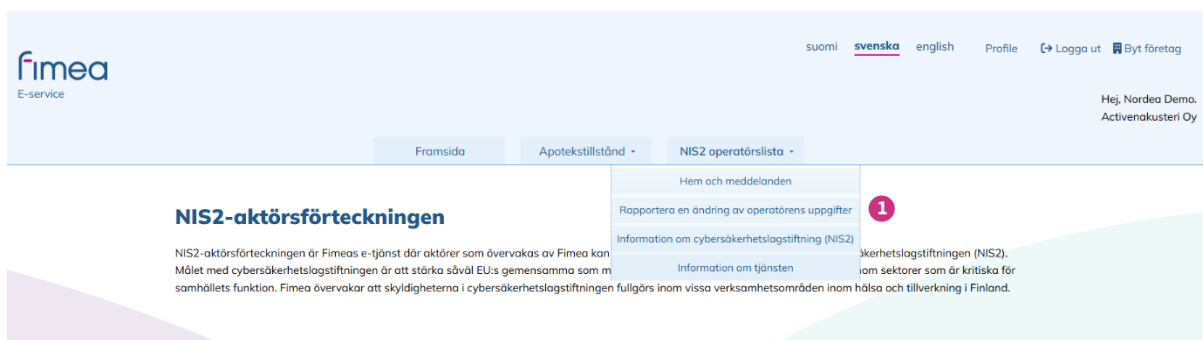 suomi svenska english Profile Logga ut Byt företag
fimea
E-service
Hej, Nordea Demo.
Activenakusteri Oy
Framsida Apotekstillstånd NIS2 operatörslista
Hem och meddelanden
Rapportera en ändring av operatörens uppgifter 1
Information om cybersäkerhetslagstiftning (NIS2)
Information om tjänsten
NIS2-aktörsförteckningen
NIS2-aktörsförteckningen är Fimeas e-tjänst där aktörer som övervakas av Fimea kan äkerhetslagstiftningen (NIS2).
Målet med cybersäkerhetslagstiftningen är att stärka såväl EU:s gemensamma som m om sektorer som är kritiska för
samhällets funktion. Fimea övervakar att skyldigheterna i cybersäkerhetslagstiftningen fullgörs inom vissa verksamhetsområden inom hälsa och tillverkning i Finland.